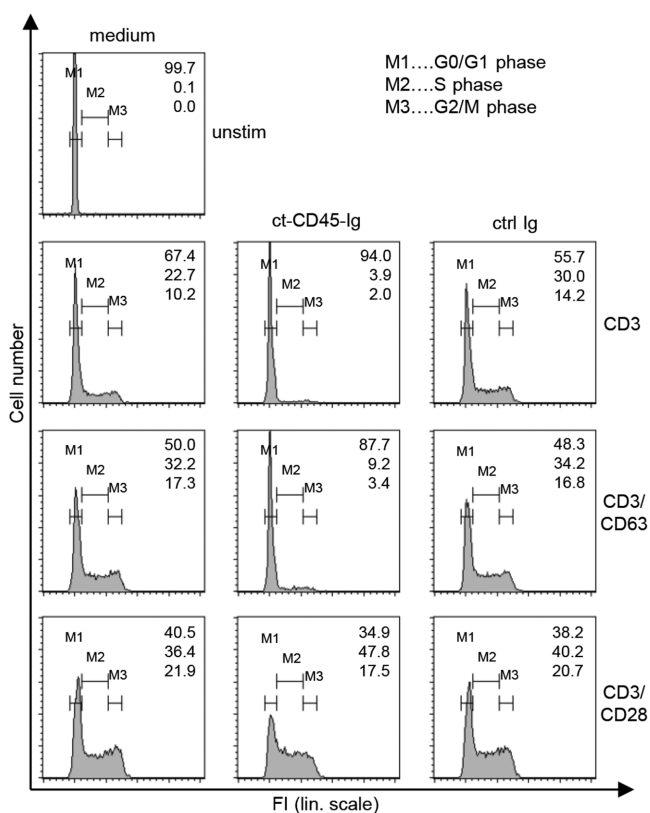 medium
M1....G0/G1 phase
M2....S phase
M3....G2/M phase
M1
M2
M3
99.7
0.1
0.0
unstim
ct-CD45-Ig
ctrl Ig
M1
M2
M3
67.4
22.7
10.2
M1
M2
M3
94.0
3.9
2.0
M1
M2
M3
55.7
30.0
14.2
CD3
M1
M2
M3
50.0
32.2
17.3
M1
M2
M3
87.7
9.2
3.4
M1
M2
M3
48.3
34.2
16.8
CD3/
CD63
M1
M2
M3
40.5
36.4
21.9
M1
M2
M3
34.9
47.8
17.5
M1
M2
M3
38.2
40.2
20.7
CD3/
CD28
Cell number
FI (lin. scale)